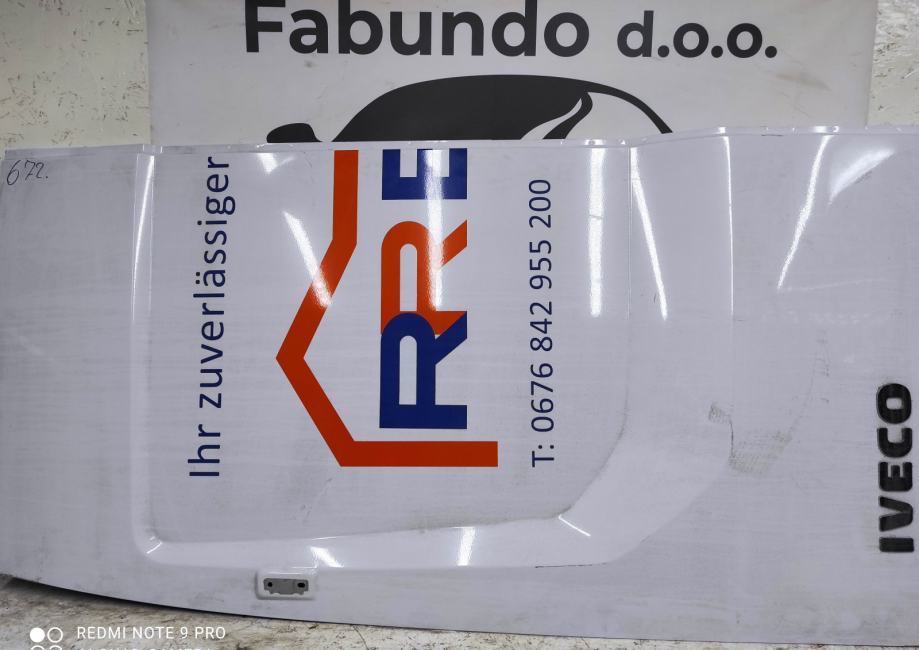 Fabundo d.o.o.
672.
Ihr zuverlässiger
RRE
T: 0676 842 955 200
IVECO
REDMI NOTE 9 PRO